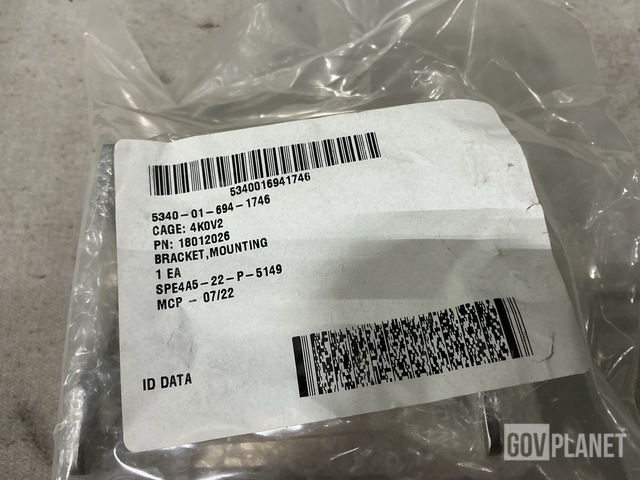 5340016941746
5340-01-694-1746
CAGE: 4K0V2
PN: 18012026
BRACKET,MOUNTING
1 EA
SPE4A5-22-P-5149
MCP - 07/22
ID DATA
GOVPLANET